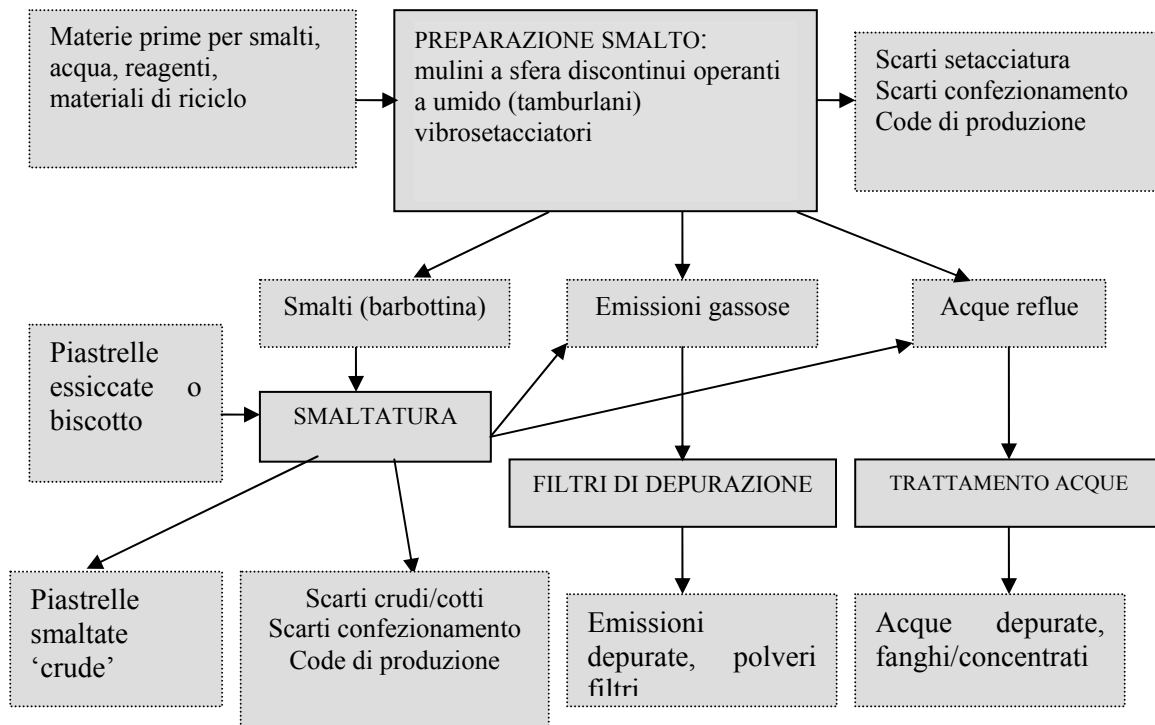 Materie prime per smalti,
acqua, reagenti,
materiali di riciclo
PREPARAZIONE SMALTO:
mulini a sfera discontinui operanti
a umido (tamburlani)
vibrosetacciatori
Scarti setacciatura
Scarti confezionamento
Code di produzione
Smalti (barbottina)
Emissioni gassose
Acque reflue
Piastrelle
essiccate o
biscotto
SMALTATURA
FILTRI DI DEPURAZIONE
TRATTAMENTO ACQUE
Piastrelle
smaltate
‘crude’
Scarti crudi/cotti
Scarti confezionamento
Code di produzione
Emissioni
depurate, polveri
filtri
Acque depurate,
fanghi/concentrati